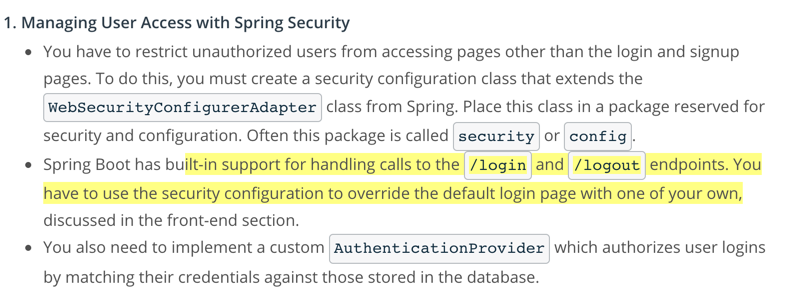 1. Managing User Access with Spring Security
• You have to restrict unauthorized users from accessing pages other than the login and signup
pages. To do this, you must create a security configuration class that extends the
WebSecurityConfigurerAdapter class from Spring. Place this class in a package reserved for
security and configuration. Often this package is called security or config.
• Spring Boot has built-in support for handling calls to the /login and /logout endpoints. You
have to use the security configuration to override the default login page with one of your own,
discussed in the front-end section.
• You also need to implement a custom AuthenticationProvider which authorizes user logins
by matching their credentials against those stored in the database.